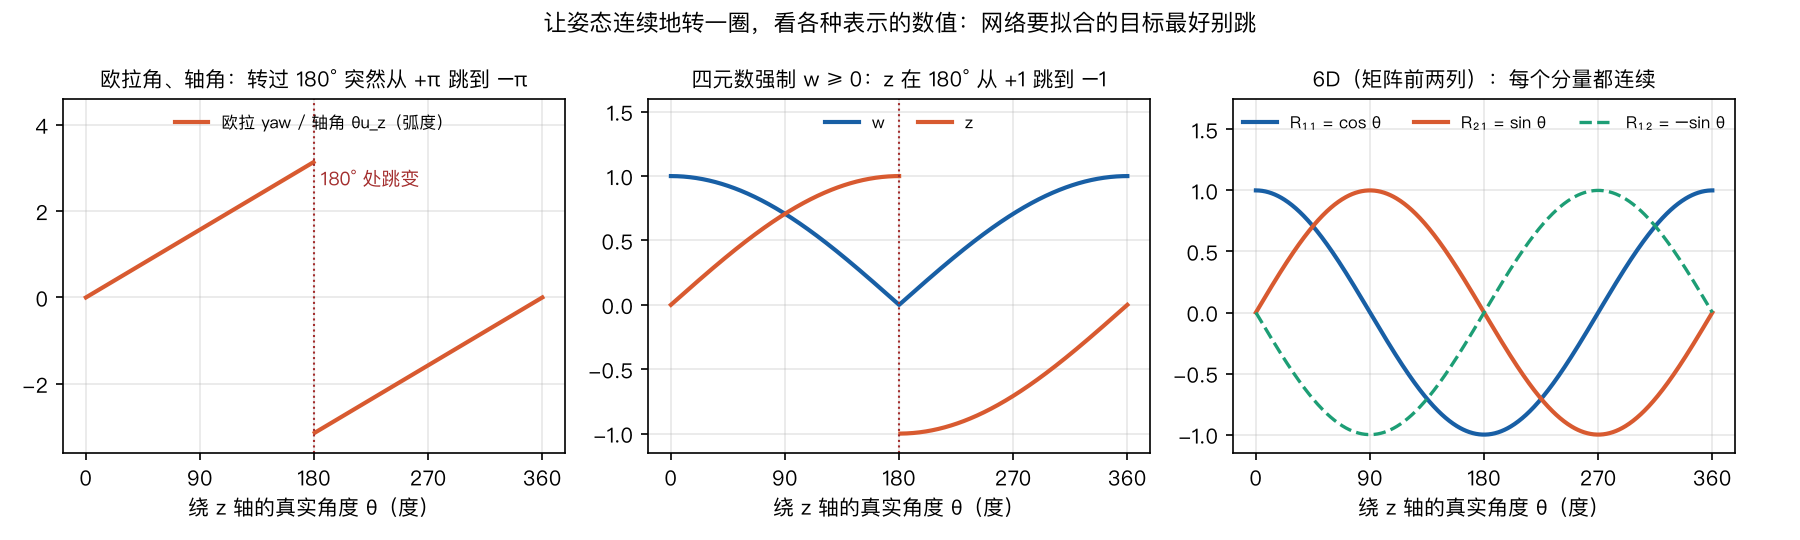 让姿态连续地转一圈，看各种表示的数值：网络要拟合的目标最好别跳
欧拉角、轴角：转过 180° 突然从 +π 跳到 −π
欧拉 yaw / 轴角 θu_z（弧度）
180° 处跳变
4
2
0
−2
0 90 180 270 360
绕 z 轴的真实角度 θ（度）
四元数强制 w ⩾ 0：z 在 180° 从 +1 跳到 −1
w z
1.5
1.0
0.5
0.0
−0.5
−1.0
0 90 180 270 360
绕 z 轴的真实角度 θ（度）
6D（矩阵前两列）：每个分量都连续
R₁₁ = cos θ R₂₁ = sin θ R₁₂ = −sin θ
1.5
1.0
0.5
0.0
−0.5
−1.0
0 90 180 270 360
绕 z 轴的真实角度 θ（度）